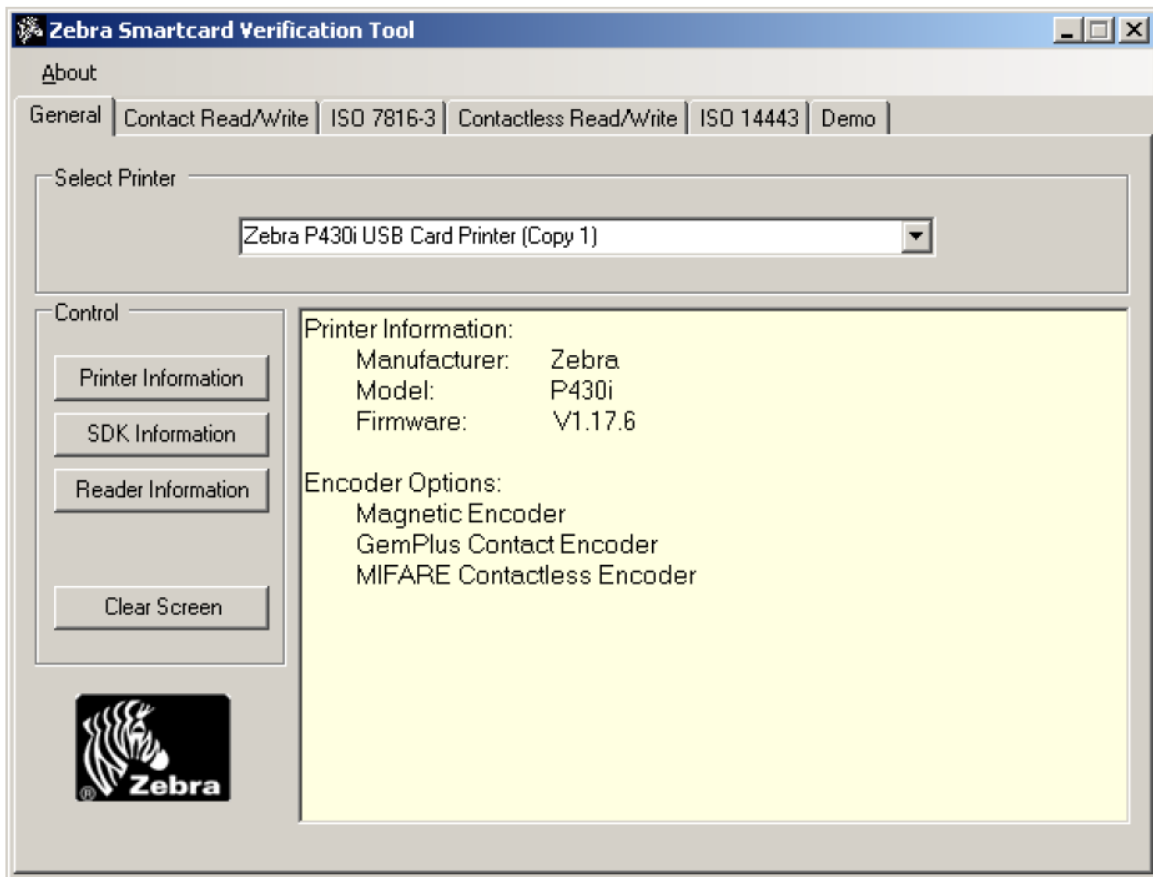 Zebra Smartcard Verification Tool
About
General Contact Read/Write ISO 7816-3 Contactless Read/Write ISO 14443 Demo
Select Printer
Zebra P430i USB Card Printer (Copy 1)
Control
Printer Information
SDK Information
Reader Information
Clear Screen
Printer Information:
Manufacturer: Zebra
Model: P430i
Firmware: V1.17.6
Encoder Options:
Magnetic Encoder
GemPlus Contact Encoder
MIFARE Contactless Encoder
® Zebra